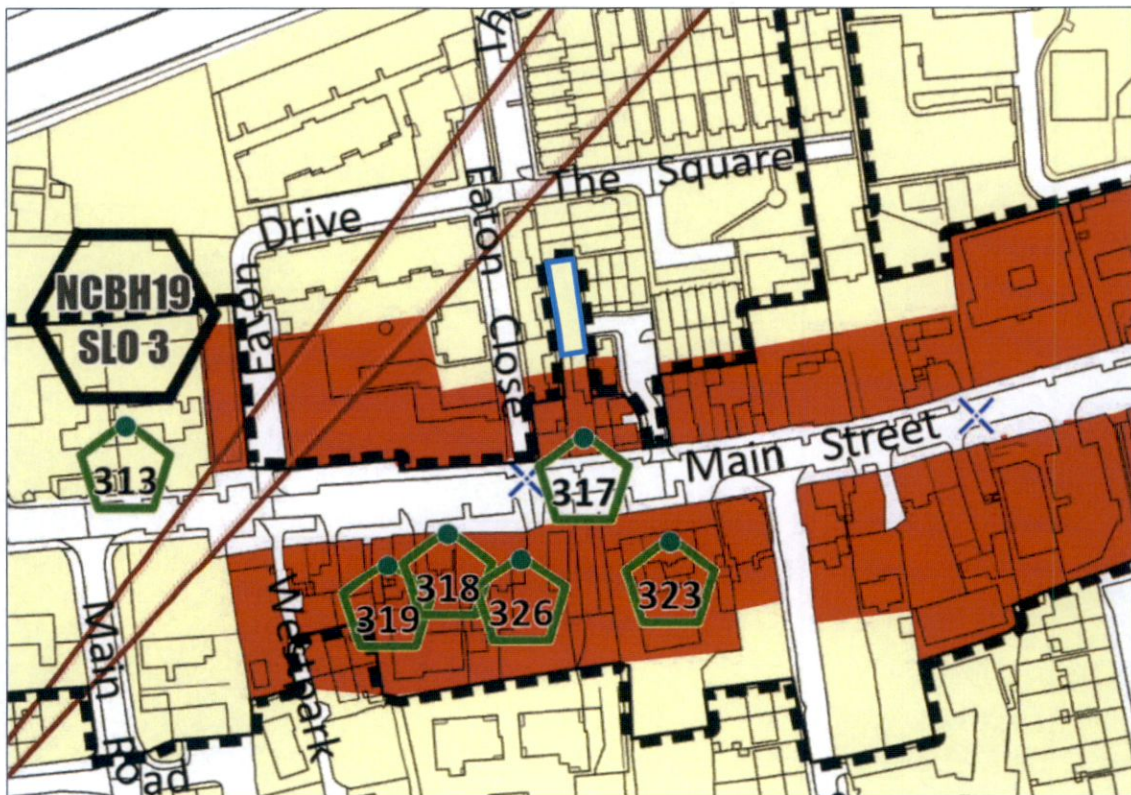 The Square
Drive
Eaton
Eaton Close
NCBH19
SLO 3
Main Street
313
317
318
319
326
323
Main Road
Westpark